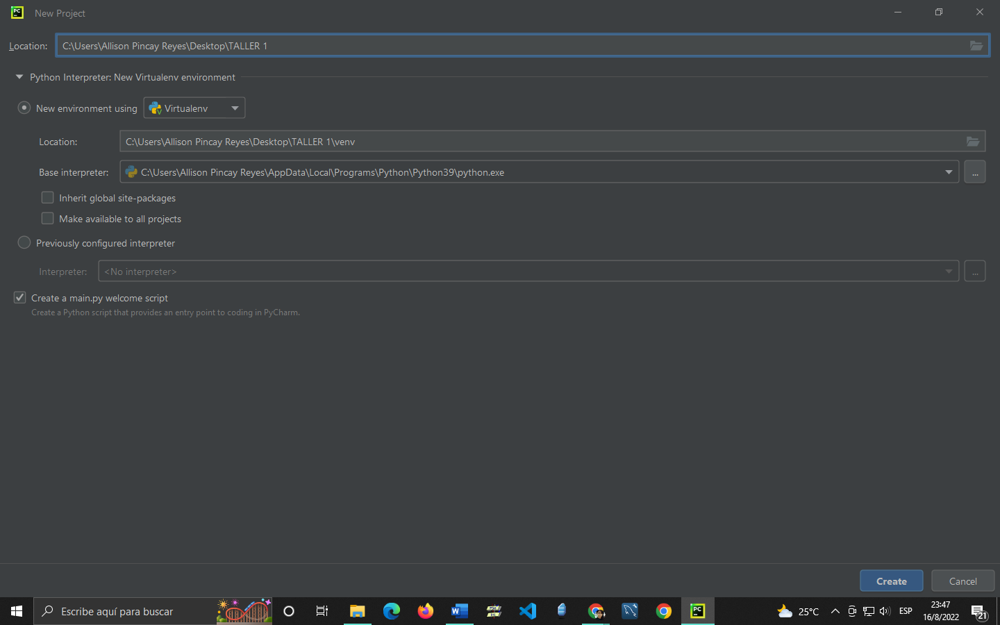 New Project
Location: C:\Users\Allison Pincay Reyes\Desktop\TALLER 1
Python Interpreter: New Virtualenv environment
New environment using Virtualenv
Location: C:\Users\Allison Pincay Reyes\Desktop\TALLER 1\venv
Base interpreter: C:\Users\Allison Pincay Reyes\AppData\Local\Programs\Python\Python39\python.exe ...
Inherit global site-packages
Make available to all projects
Previously configured interpreter
Interpreter: <No interpreter> ...
Create a main.py welcome script
Create a Python script that provides an entry point to coding in PyCharm.
Create Cancel
Escribe aquí para buscar 25°C ESP 23:47
16/8/2022 21